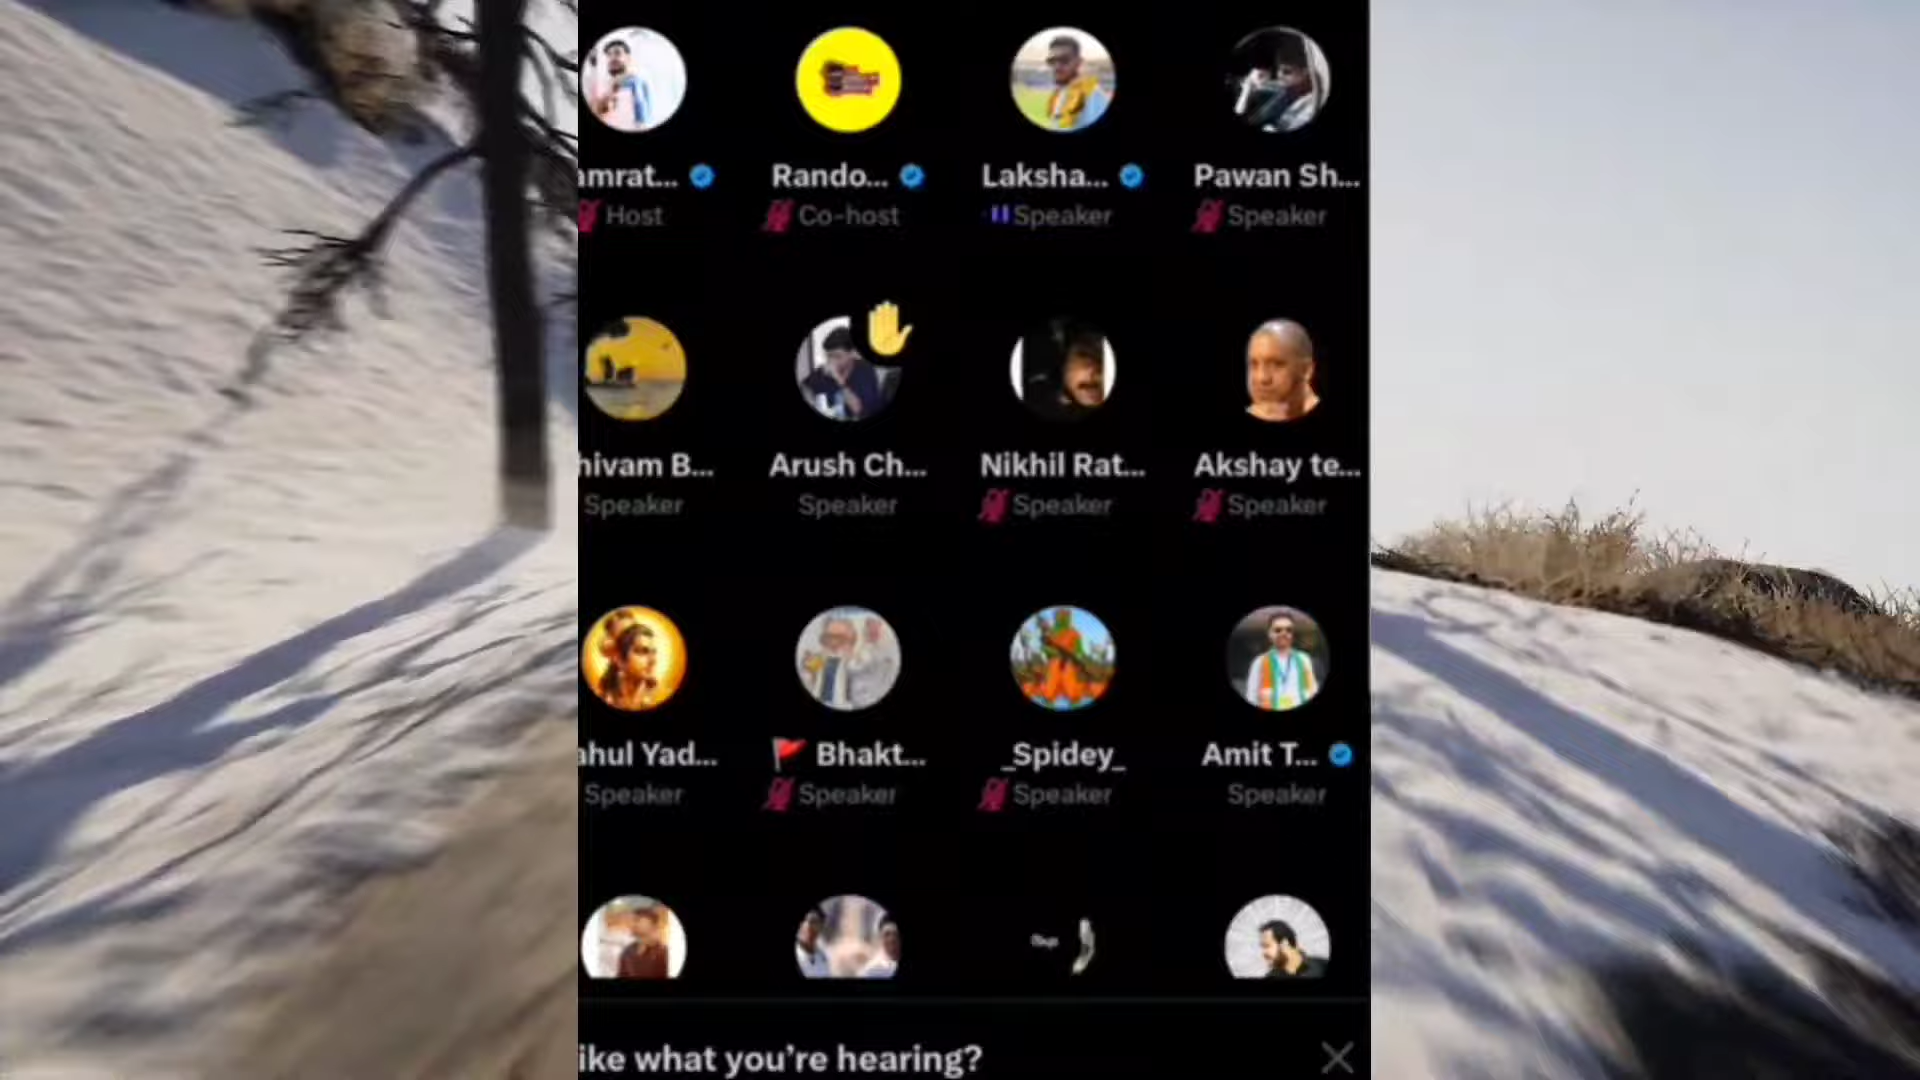 amrat... Rando... Laksha... Pawan Sh...
Host Co-host Speaker Speaker
hivam B... Arush Ch... Nikhil Rat... Akshay te...
Speaker Speaker Speaker Speaker
ahul Yad... Bhakt... _Spidey_ Amit T...
Speaker Speaker Speaker Speaker
ike what you're hearing?